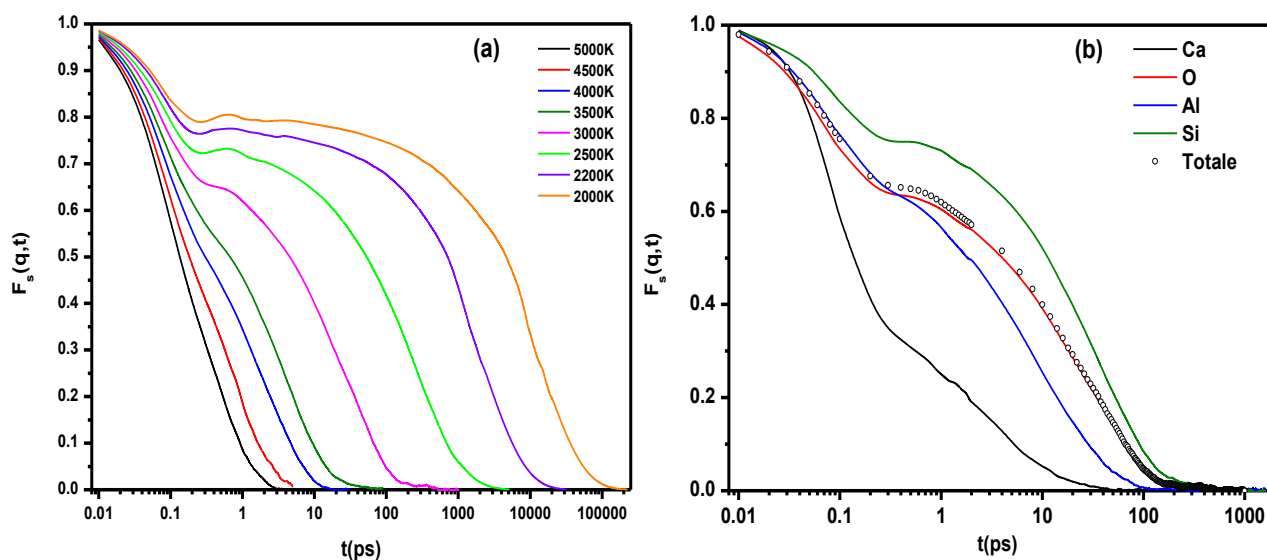 (a)
5000K
4500K
4000K
3500K
3000K
2500K
2200K
2000K
F_s (q,t)
1.0
0.9
0.8
0.7
0.6
0.5
0.4
0.3
0.2
0.1
0.0
0.01 0.1 1 10 100 1000 10000 100000
t(ps)
(b)
Ca
O
Al
Si
Totale
F_s (q,t)
1.0
0.8
0.6
0.4
0.2
0.0
0.01 0.1 1 10 100 1000
t(ps)